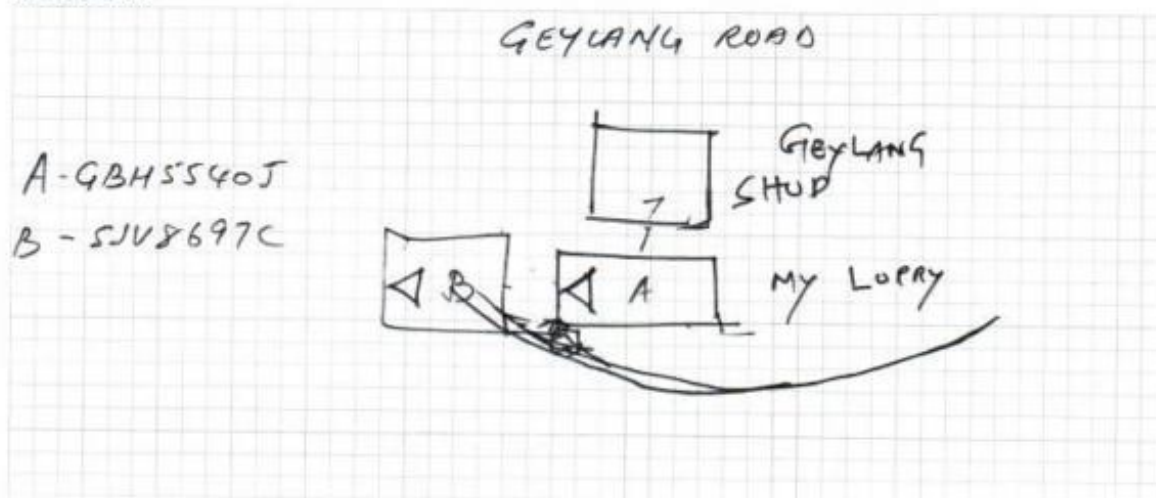 GEYLANG ROAD
GEYLANG
A-GBH5540J
SHUD
B - SJV8697C
B
A
MY LORRY